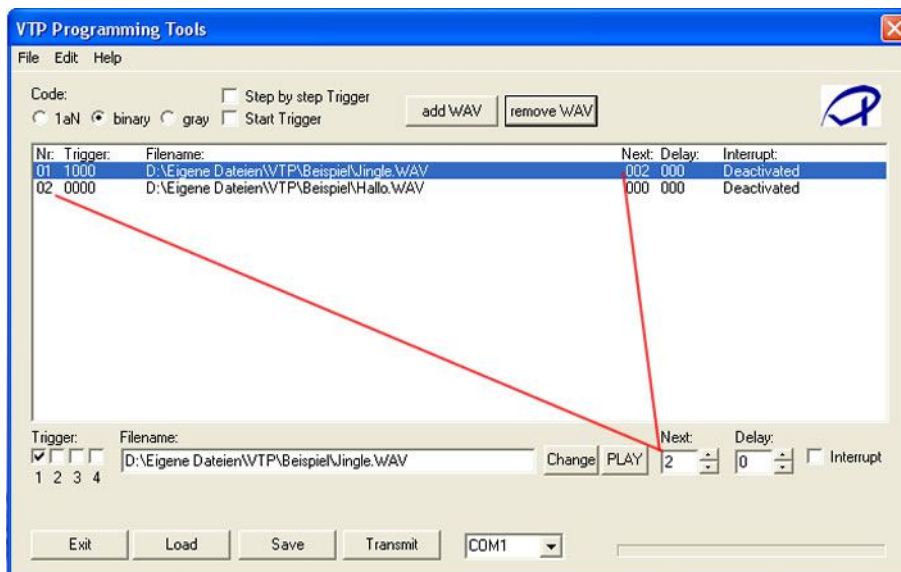 VTP Programming Tools
File Edit Help
Code:
1aN binary gray
Step by step Trigger
Start Trigger
add WAV remove WAV
Nr: Trigger: Filename: Next: Delay: Interrupt:
01 1000 D:\Eigene Dateien\VTP\Beispiel\Jingle.WAV 002 000 Deactivated
02 0000 D:\Eigene Dateien\VTP\Beispiel\Hallo.WAV 000 000 Deactivated
Trigger: Filename: Next: Delay:
D:\Eigene Dateien\VTP\Beispiel\Jingle.WAV Change PLAY 2 0 Interrupt
1 2 3 4
Exit Load Save Transmit COM1